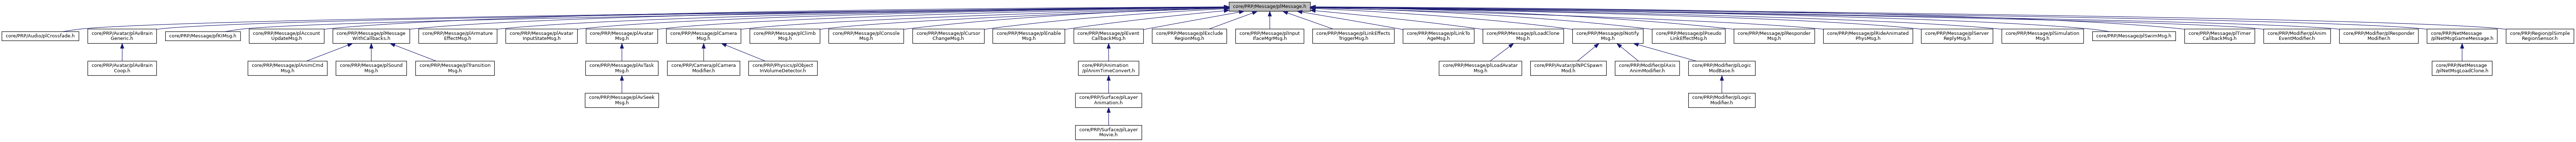 core/PRP/Message/plMessage.h
core/PRP/Audio/plCrossfade.h
core/PRP/Avatar/plAvBrain
Generic.h
core/PRP/Message/plKIMsg.h
core/PRP/Message/plAccount
UpdateMsg.h
core/PRP/Message/plMessage
WithCallbacks.h
core/PRP/Message/plArmature
EffectMsg.h
core/PRP/Message/plAvatar
InputStateMsg.h
core/PRP/Message/plAvatar
Msg.h
core/PRP/Message/plCamera
Msg.h
core/PRP/Message/plClimb
Msg.h
core/PRP/Message/plConsole
Msg.h
core/PRP/Message/plCursor
ChangeMsg.h
core/PRP/Message/plEnable
Msg.h
core/PRP/Message/plEvent
CallbackMsg.h
core/PRP/Message/plExclude
RegionMsg.h
core/PRP/Message/plInput
IfaceMgrMsg.h
core/PRP/Message/plLinkEffects
TriggerMsg.h
core/PRP/Message/plLinkTo
AgeMsg.h
core/PRP/Message/plLoadClone
Msg.h
core/PRP/Message/plNotify
Msg.h
core/PRP/Message/plPseudo
LinkEffectMsg.h
core/PRP/Message/plResponder
Msg.h
core/PRP/Message/plRideAnimated
PhysMsg.h
core/PRP/Message/plServer
ReplyMsg.h
core/PRP/Message/plSimulation
Msg.h
core/PRP/Message/plSwimMsg.h
core/PRP/Message/plTimer
CallbackMsg.h
core/PRP/Modifier/plAnim
EventModifier.h
core/PRP/Modifier/plResponder
Modifier.h
core/PRP/NetMessage
/plNetMsgGameMessage.h
core/PRP/Region/plSimple
RegionSensor.h
core/PRP/Avatar/plAvBrain
Coop.h
core/PRP/Message/plAnimCmd
Msg.h
core/PRP/Message/plSound
Msg.h
core/PRP/Message/plTransition
Msg.h
core/PRP/Message/plAvTask
Msg.h
core/PRP/Camera/plCamera
Modifier.h
core/PRP/Physics/plObject
InVolumeDetector.h
core/PRP/Animation
/plAnimTimeConvert.h
core/PRP/Message/plLoadAvatar
Msg.h
core/PRP/Avatar/plNPCSpawn
Mod.h
core/PRP/Modifier/plAxis
AnimModifier.h
core/PRP/Modifier/plLogic
ModBase.h
core/PRP/NetMessage
/plNetMsgLoadClone.h
core/PRP/Message/plAvSeek
Msg.h
core/PRP/Surface/plLayer
Animation.h
core/PRP/Modifier/plLogic
Modifier.h
core/PRP/Surface/plLayer
Movie.h